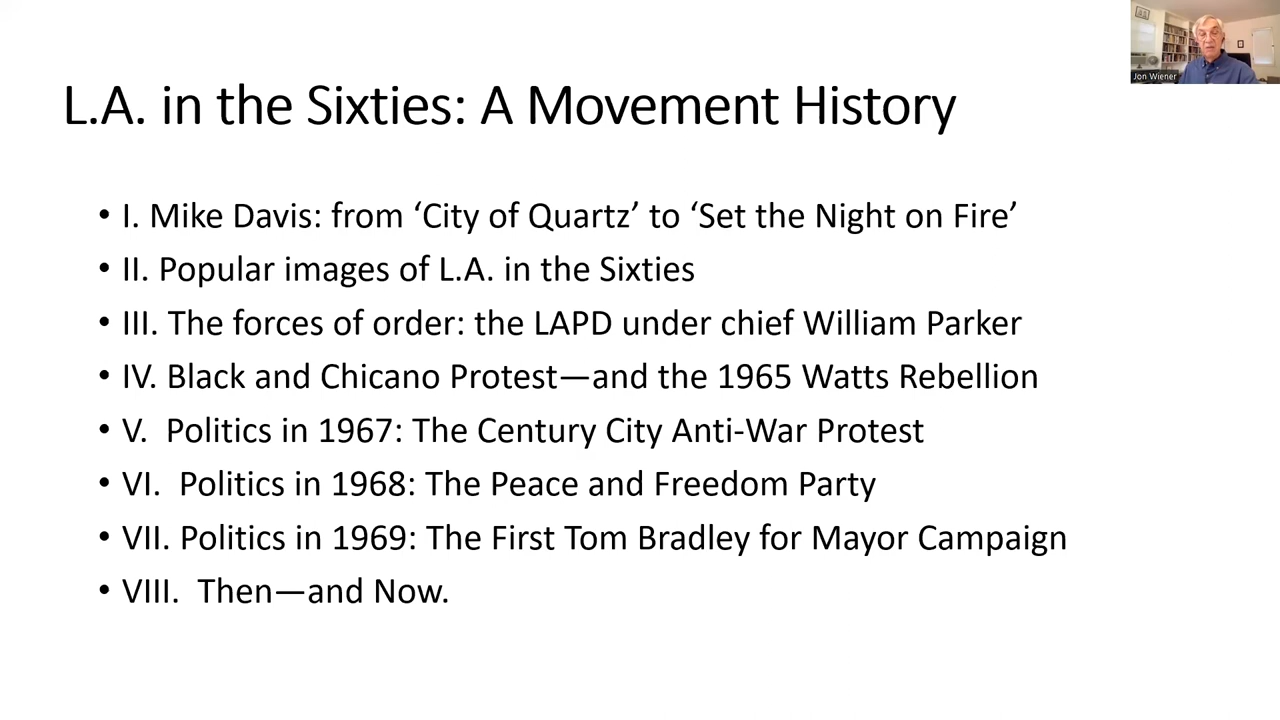 Jon Wiener
L.A. in the Sixties: A Movement History
• I. Mike Davis: from ‘City of Quartz’ to ‘Set the Night on Fire’
• II. Popular images of L.A. in the Sixties
• III. The forces of order: the LAPD under chief William Parker
• IV. Black and Chicano Protest—and the 1965 Watts Rebellion
• V.  Politics in 1967: The Century City Anti-War Protest
• VI.  Politics in 1968: The Peace and Freedom Party
• VII. Politics in 1969: The First Tom Bradley for Mayor Campaign
• VIII.  Then—and Now.